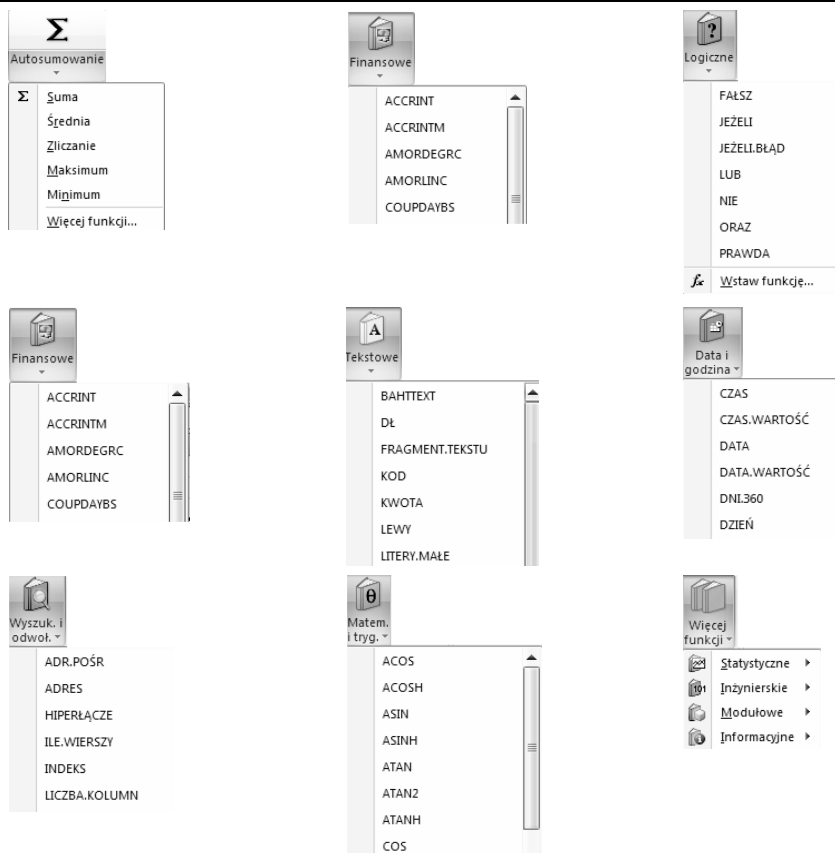 Σ
Autosumowanie
Σ Suma
Średnia
Zliczanie
Maksimum
Minimum
Więcej funkcji...
Finansowe
ACCRINT
ACCRINTM
AMORDEGRC
AMORLINC
COUPDAYBS
?
Logiczne
FAŁSZ
JEŻELI
JEŻELI.BŁĄD
LUB
NIE
ORAZ
PRAWDA
fx Wstaw funkcję...
Finansowe
ACCRINT
ACCRINTM
AMORDEGRC
AMORLINC
COUPDAYBS
A
Tekstowe
BAHTTEXT
DŁ
FRAGMENT.TEKSTU
KOD
KWOTA
LEWY
LITERY.MAŁE
Data i
godzina
CZAS
CZAS.WARTOŚĆ
DATA
DATA.WARTOŚĆ
DNI.360
DZIEŃ
Wyszuk. i
odwoł.
ADR.POŚR
ADRES
HIPERŁĄCZE
ILE.WIERSZY
INDEKS
LICZBA.KOLUMN
θ
Matem.
i tryg.
ACOS
ACOSH
ASIN
ASINH
ATAN
ATAN2
ATANH
COS
Więcej
funkcji
Statystyczne
Inżynierskie
Modułowe
Informacyjne